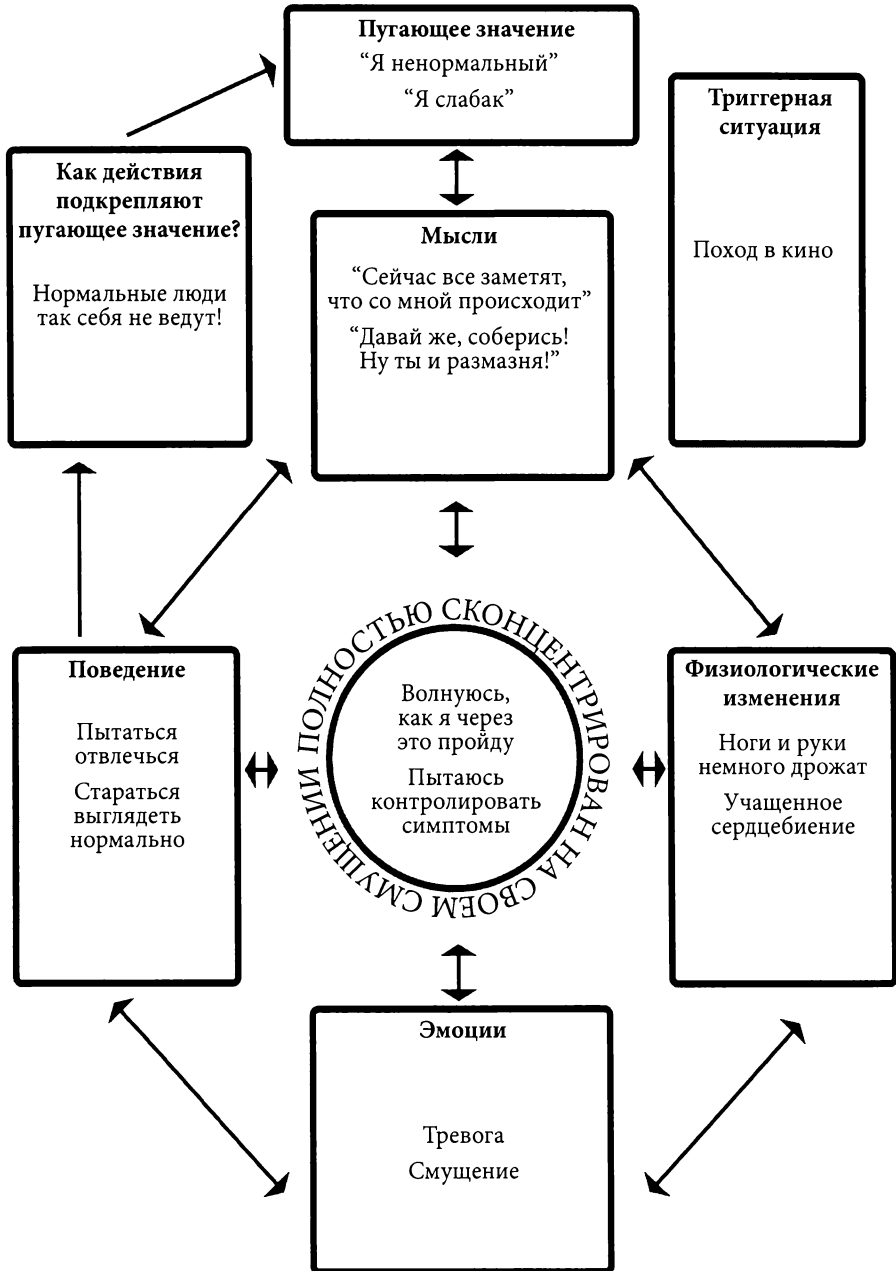 Пугающее значение
“Я ненормальный”
“Я слабак”
Триггерная
ситуация
Поход в кино
Как действия
подкрепляют
пугающее значение?
Нормальные люди
так себя не ведут!
Мысли
“Сейчас все заметят,
что со мной происходит”
“Давай же, соберись!
Ну ты и размазня!”
Поведение
Пытаться
отвлечься
Стараться
выглядеть
нормально
ПОЛНОСТЬЮ СКОНЦЕНТРИРОВАН НА СВОЕМ СМУЩЕНИИ
Волнуюсь,
как я через
это пройду
Пытаюсь
контролировать
симптомы
Физиологические
изменения
Ноги и руки
немного дрожат
Учащенное
сердцебиение
Эмоции
Тревога
Смущение